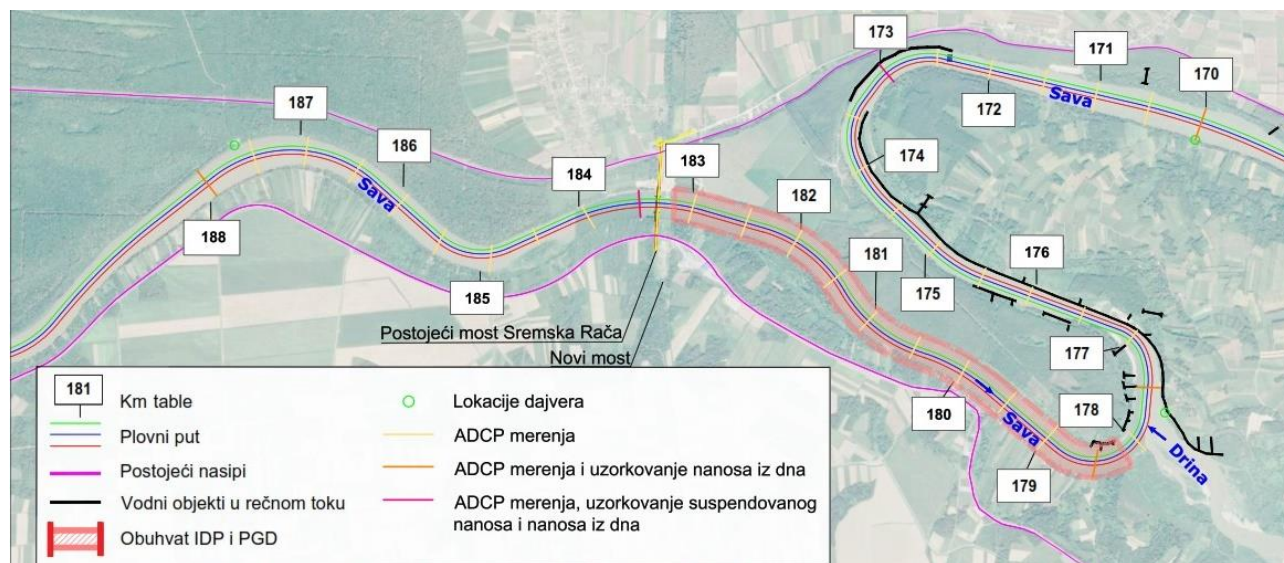 173
171
170
187
Sava
172
186
183
174
184
Sava
182
188
181
176
175
185
Postojeći most Sremska Rača
Novi most
177
180
178
Sava
Drina
179
181
Km table
Plovni put
Postojeći nasipi
Vodni objekti u rečnom toku
Obuhvat IDP i PGD
Lokacije dajvera
ADCP merenja
ADCP merenja i uzorkovanje nanosa iz dna
ADCP merenja, uzorkovanje suspendovanog
nanosa i nanosa iz dna